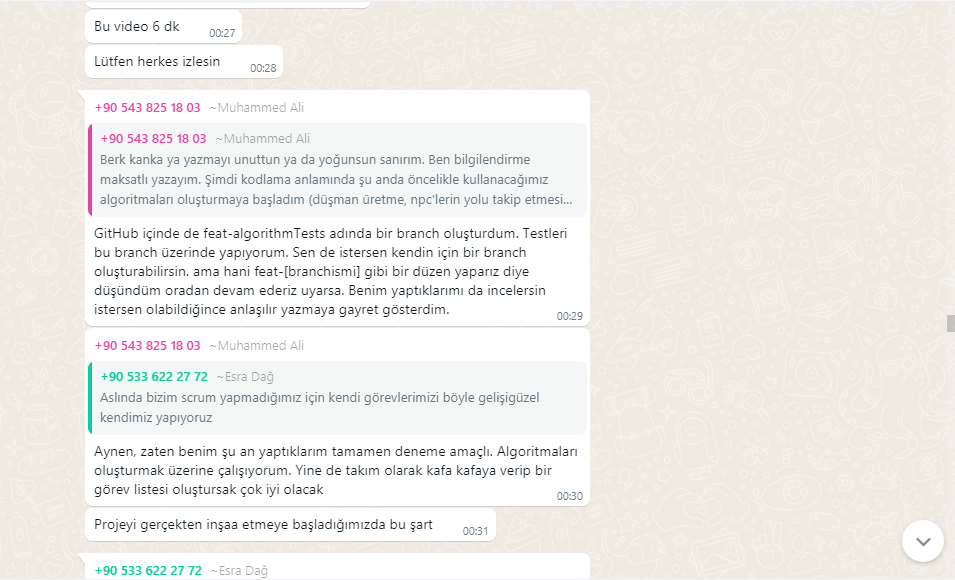 Bu video 6 dk
00:27
Lütfen herkes izlesin
00:28
+90 543 825 18 03 ~Muhammed Ali
+90 543 825 18 03 ~Muhammed Ali
Berk kanka ya yazmayı unuttun ya da yoğunsun sanırım. Ben bilgilendirme
maksatlı yazayım. Şimdi kodlama anlamında şu anda öncelikle kullanacağımız
algoritmaları oluşturmaya başladım (düşman üretme, npc'lerin yolu takip etmesi...
GitHub içinde de feat-algorithmTests adında bir branch oluşturdum. Testleri
bu branch üzerinde yapıyorum. Sen de istersen kendin için bir branch
oluşturabilirsin. ama hani feat-[branchismi] gibi bir düzen yaparız diye
düşündüm oradan devam ederiz uyarsa. Benim yaptıklarımı da incelersin
istersen olabildiğince anlaşılır yazmaya gayret gösterdim.
00:29
+90 543 825 18 03 ~Muhammed Ali
+90 533 622 27 72 ~Esra Dağ
Aslında bizim scrum yapmadığımız için kendi görevlerimizi böyle gelişigüzel
kendimiz yapıyoruz
Aynen, zaten benim şu an yaptıklarım tamamen deneme amaçlı. Algoritmaları
oluşturmak üzerine çalışıyorum. Yine de takım olarak kafa kafaya verip bir
görev listesi oluştursak çok iyi olacak
00:30
Projeyi gerçekten inşaa etmeye başladığımızda bu şart
00:31
+90 533 622 27 72 ~Esra Dağ